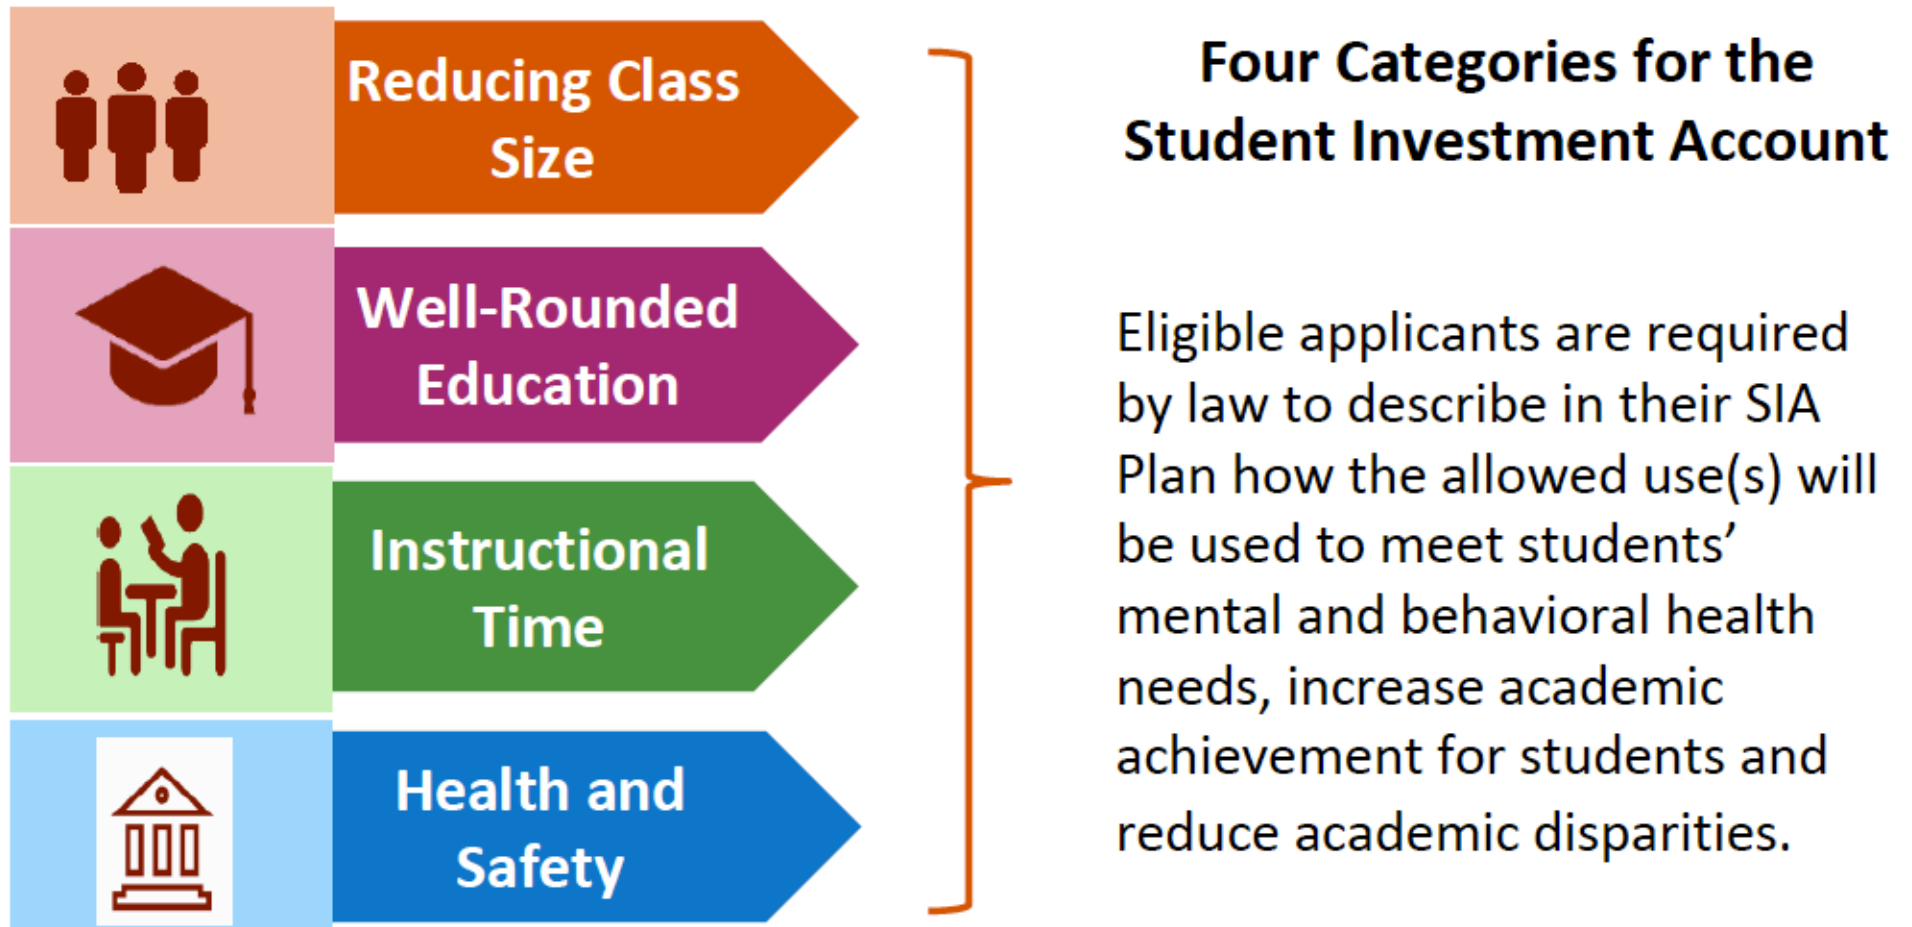 Reducing Class
Size
Well-Rounded
Education
Instructional
Time
Health and
Safety
Four Categories for the
Student Investment Account
Eligible applicants are required
by law to describe in their SIA
Plan how the allowed use(s) will
be used to meet students’
mental and behavioral health
needs, increase academic
achievement for students and
reduce academic disparities.